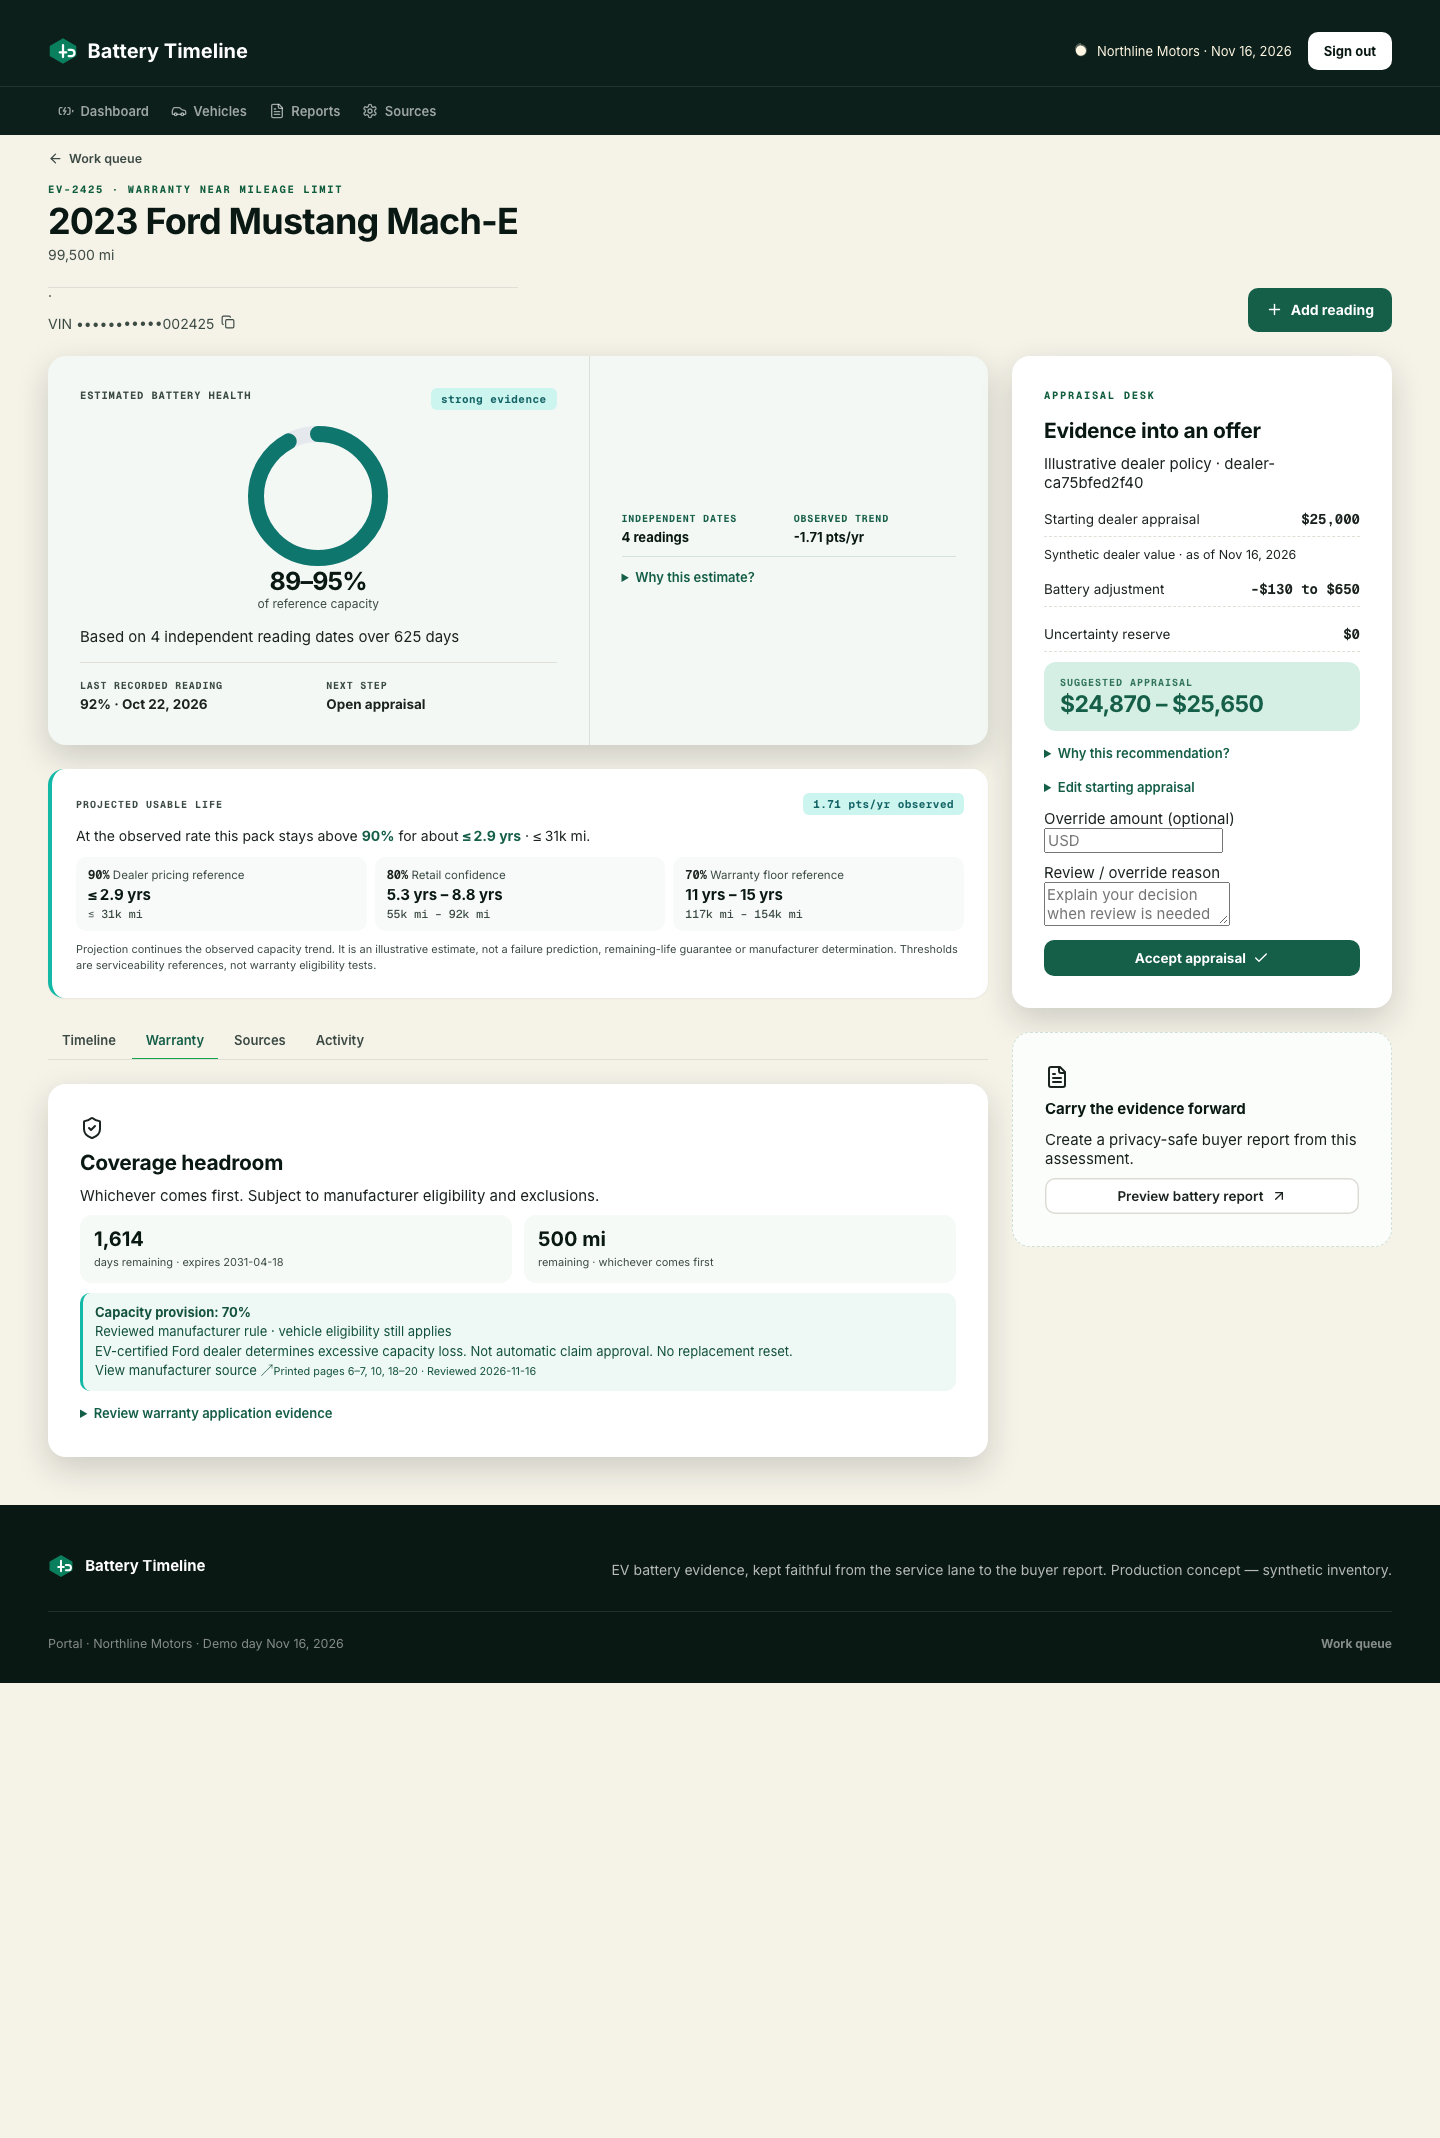 Battery Timeline
Northline Motors · Nov 16, 2026
Sign out
Dashboard
Vehicles
Reports
Sources
Work queue
EV-2425 · WARRANTY NEAR MILEAGE LIMIT
2023 Ford Mustang Mach-E
99,500 mi
·
VIN •••••••••••002425
Add reading
ESTIMATED BATTERY HEALTH
strong evidence
89–95%
of reference capacity
Based on 4 independent reading dates over 625 days
LAST RECORDED READING
92% · Oct 22, 2026
NEXT STEP
Open appraisal
INDEPENDENT DATES
4 readings
OBSERVED TREND
-1.71 pts/yr
Why this estimate?
PROJECTED USABLE LIFE
1.71 pts/yr observed
At the observed rate this pack stays above 90% for about ≤ 2.9 yrs · ≤ 31k mi.
90% Dealer pricing reference
≤ 2.9 yrs
≤ 31k mi
80% Retail confidence
5.3 yrs – 8.8 yrs
55k mi – 92k mi
70% Warranty floor reference
11 yrs – 15 yrs
117k mi – 154k mi
Projection continues the observed capacity trend. It is an illustrative estimate, not a failure prediction, remaining-life guarantee or manufacturer determination. Thresholds
are serviceability references, not warranty eligibility tests.
Timeline
Warranty
Sources
Activity
Coverage headroom
Whichever comes first. Subject to manufacturer eligibility and exclusions.
1,614
days remaining · expires 2031-04-18
500 mi
remaining · whichever comes first
Capacity provision: 70%
Reviewed manufacturer rule · vehicle eligibility still applies
EV-certified Ford dealer determines excessive capacity loss. Not automatic claim approval. No replacement reset.
View manufacturer source ↗ Printed pages 6–7, 10, 18–20 · Reviewed 2026-11-16
Review warranty application evidence
APPRAISAL DESK
Evidence into an offer
Illustrative dealer policy · dealer-
ca75bfed2f40
Starting dealer appraisal
$25,000
Synthetic dealer value · as of Nov 16, 2026
Battery adjustment
-$130 to $650
Uncertainty reserve
$0
SUGGESTED APPRAISAL
$24,870 – $25,650
Why this recommendation?
Edit starting appraisal
Override amount (optional)
USD
Review / override reason
Explain your decision
when review is needed
Accept appraisal
Carry the evidence forward
Create a privacy-safe buyer report from this
assessment.
Preview battery report
Battery Timeline
EV battery evidence, kept faithful from the service lane to the buyer report. Production concept — synthetic inventory.
Portal · Northline Motors · Demo day Nov 16, 2026
Work queue